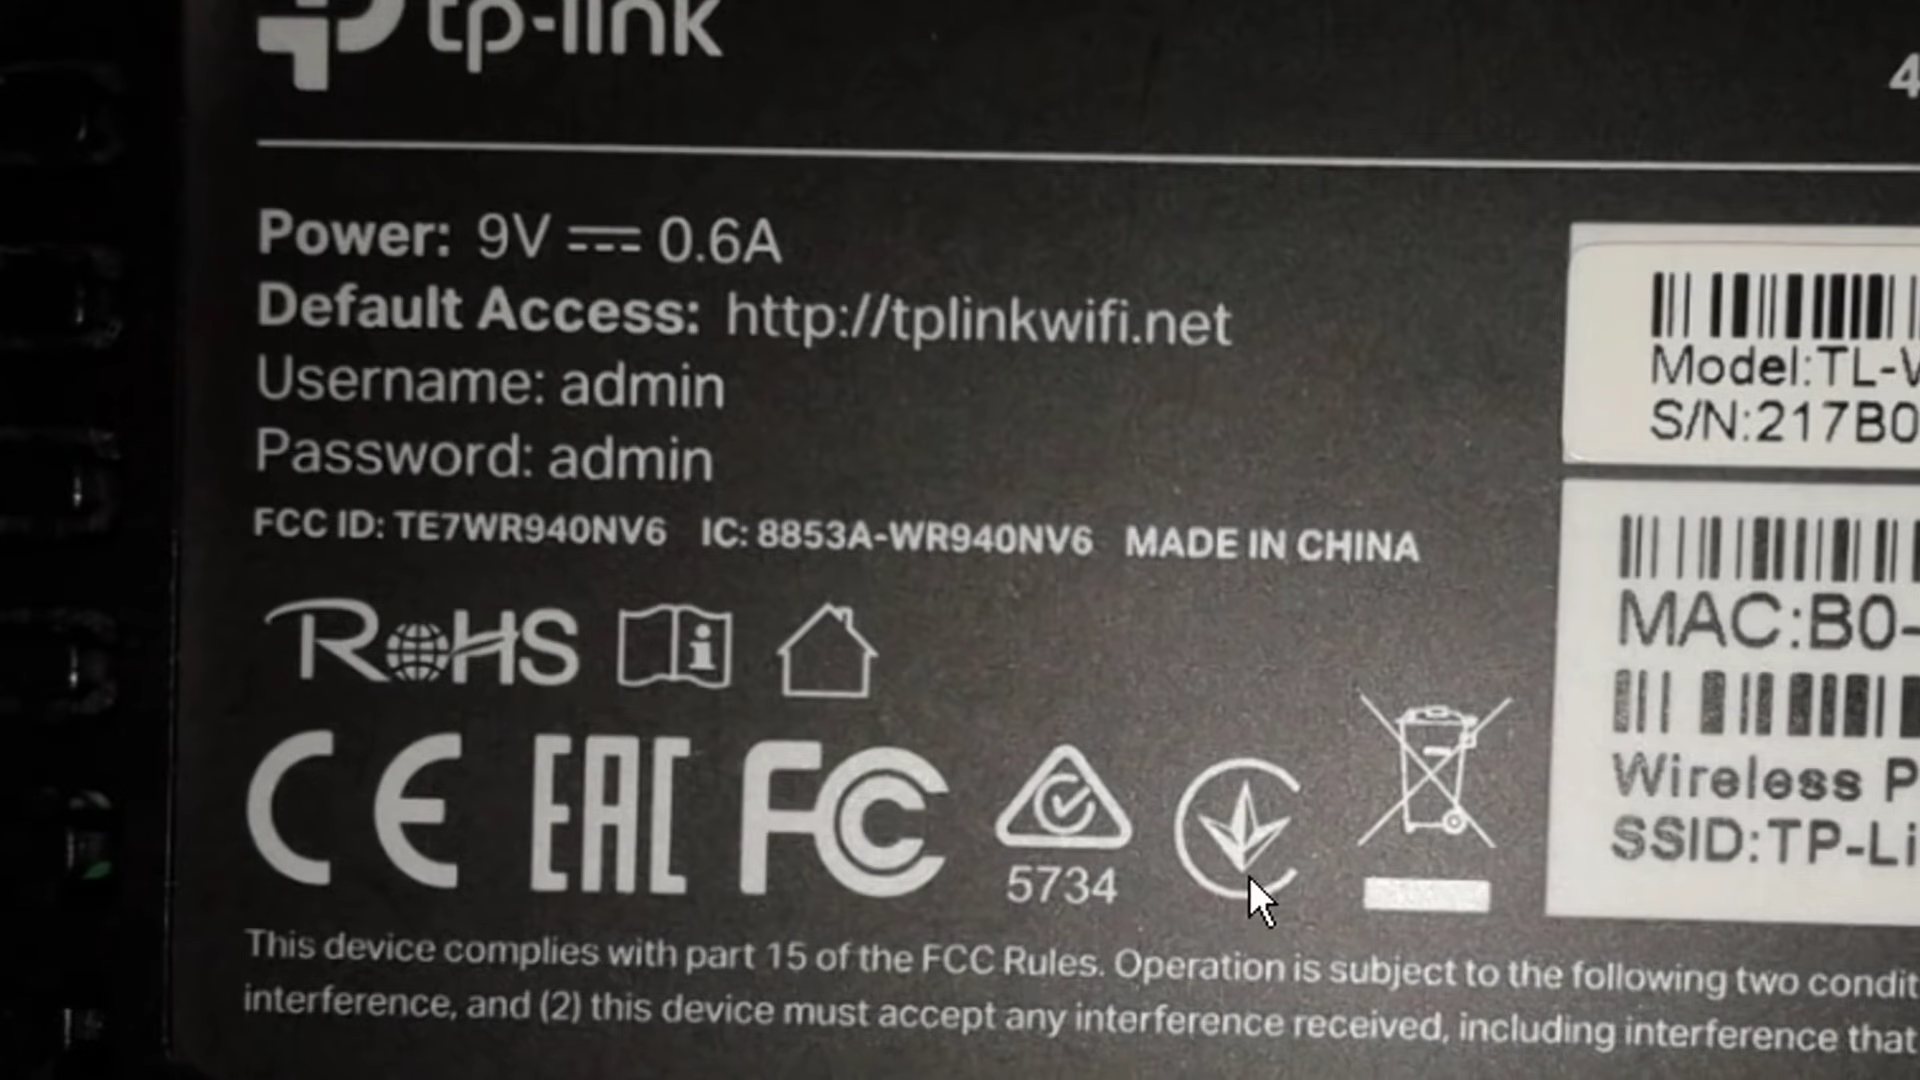 tp-link
4
Power: 9V ⎓ 0.6A
Default Access: http://tplinkwifi.net
Username: admin
Password: admin
FCC ID: TE7WR940NV6 IC: 8853A-WR940NV6 MADE IN CHINA
RoHS i
CE EAC FC
5734
This device complies with part 15 of the FCC Rules. Operation is subject to the following two condit
interference, and (2) this device must accept any interference received, including interference that
Model:TL-W
S/N:217B0
MAC:B0-
Wireless P
SSID:TP-Li